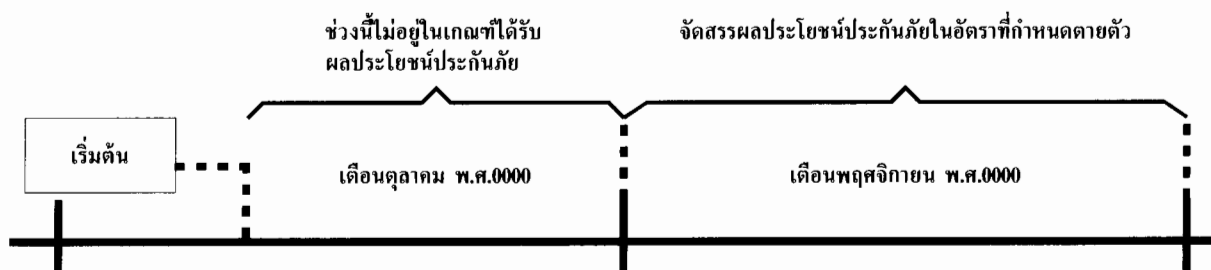 ช่วงนี้ไม่อยู่ในเกณฑ์ได้รับ
ผลประโยชน์ประกันภัย
จัดสรรผลประโยชน์ประกันภัยในอัตราที่กำหนดตายตัว
เริ่มต้น
เดือนตุลาคม พ.ศ.0000
เดือนพฤศจิกายน พ.ศ.0000